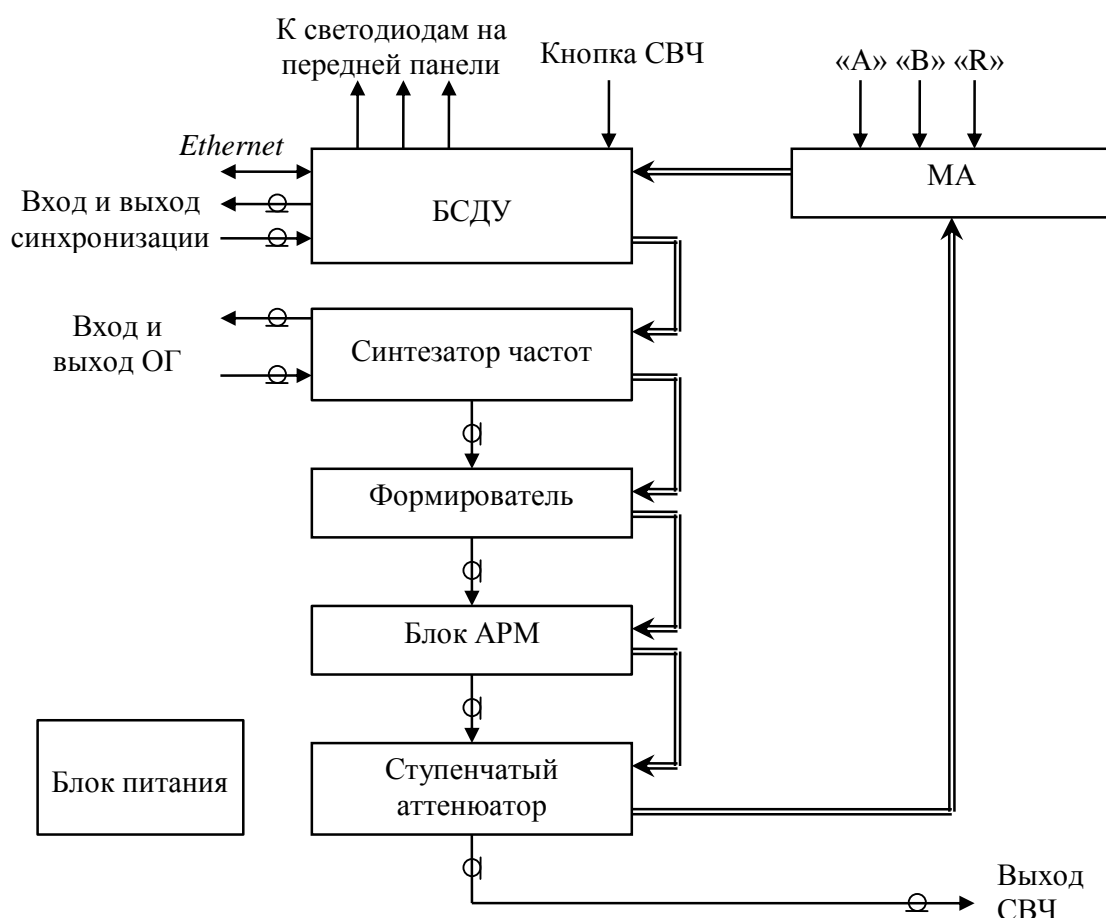 К светодиодам на
передней панели
Кнопка СВЧ
«А» «В» «R»
Ethernet
МА
Вход и выход
синхронизации
БСДУ
Вход и
выход ОГ
Синтезатор частот
Формирователь
Блок АРМ
Блок питания
Ступенчатый
аттенюатор
Выход
СВЧ